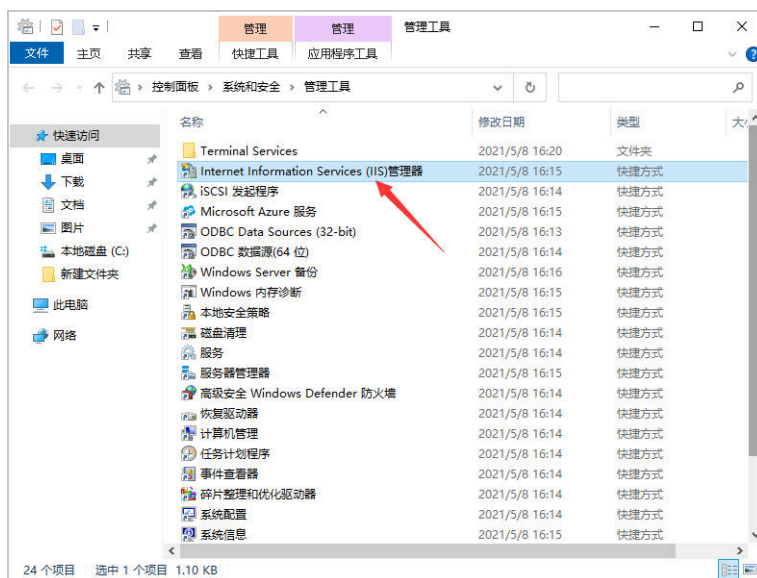 管理 管理 管理工具
文件 主页 共享 查看 快捷工具 应用程序工具
控制面板 › 系统和安全 › 管理工具
名称 修改日期 类型 大
快速访问
桌面
下载
文档
图片
本地磁盘 (C:)
新建文件夹
此电脑
网络
Terminal Services 2021/5/8 16:20 文件夹
Internet Information Services (IIS)管理器 2021/5/8 16:15 快捷方式
iSCSI 发起程序 2021/5/8 16:14 快捷方式
Microsoft Azure 服务 2021/5/8 16:15 快捷方式
ODBC Data Sources (32-bit) 2021/5/8 16:13 快捷方式
ODBC 数据源(64 位) 2021/5/8 16:14 快捷方式
Windows Server 备份 2021/5/8 16:16 快捷方式
Windows 内存诊断 2021/5/8 16:15 快捷方式
本地安全策略 2021/5/8 16:15 快捷方式
磁盘清理 2021/5/8 16:14 快捷方式
服务 2021/5/8 16:14 快捷方式
服务器管理器 2021/5/8 16:15 快捷方式
高级安全 Windows Defender 防火墙 2021/5/8 16:14 快捷方式
恢复驱动器 2021/5/8 16:14 快捷方式
计算机管理 2021/5/8 16:14 快捷方式
任务计划程序 2021/5/8 16:14 快捷方式
事件查看器 2021/5/8 16:14 快捷方式
碎片整理和优化驱动器 2021/5/8 16:14 快捷方式
系统配置 2021/5/8 16:14 快捷方式
系统信息 2021/5/8 16:15 快捷方式
24 个项目 选中 1 个项目 1.10 KB